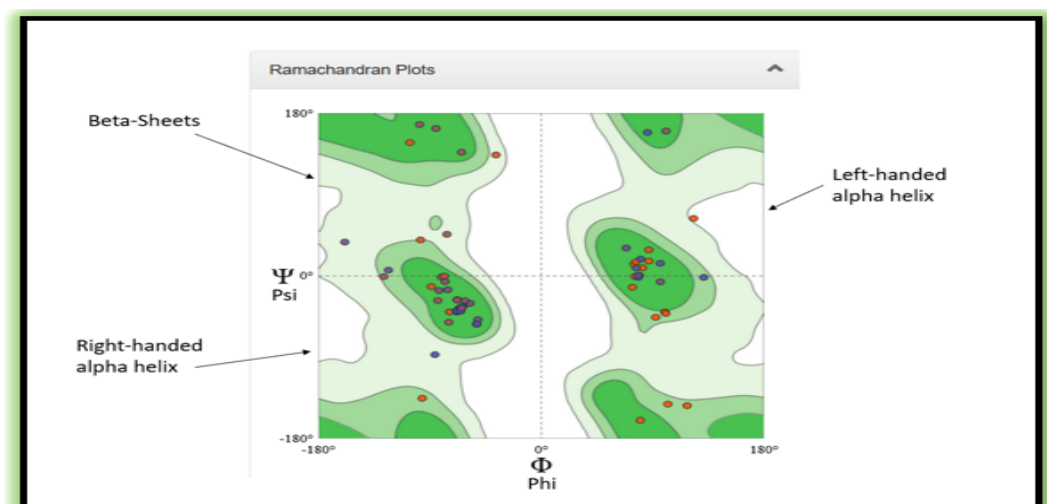 Ramachandran Plots
Beta-Sheets
180°
Left-handed
alpha helix
Ψ 0°
Psi
Right-handed
alpha helix
-180°
-180° 0° 180°
Φ
Phi